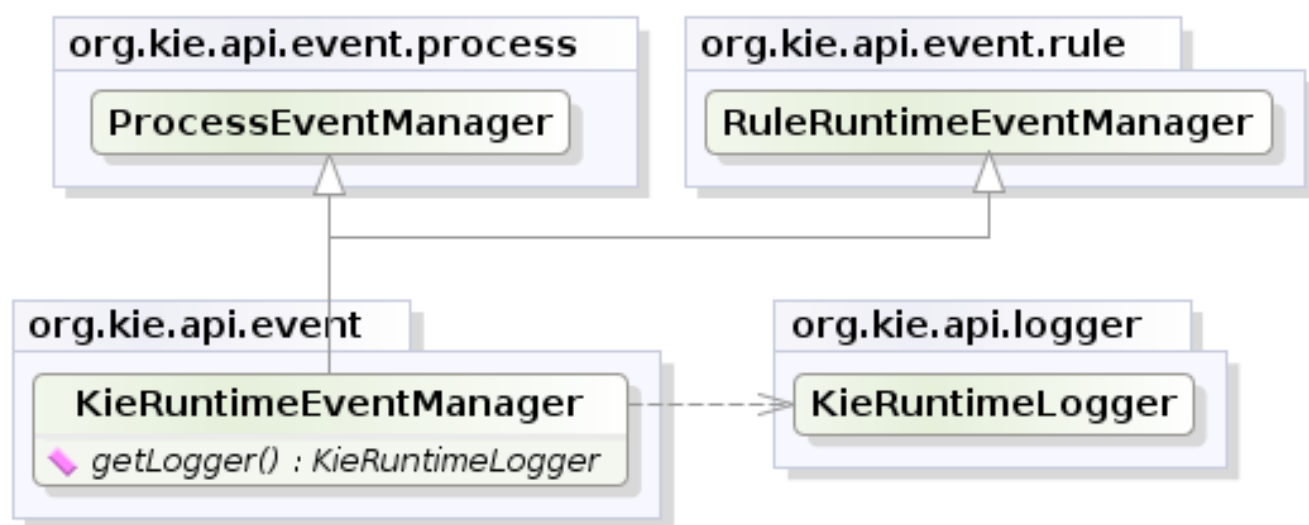 org.kie.api.event.process
ProcessEventManager
org.kie.api.event.rule
RuleRuntimeEventManager
org.kie.api.event
KieRuntimeEventManager
getLogger() : KieRuntimeLogger
org.kie.api.logger
KieRuntimeLogger